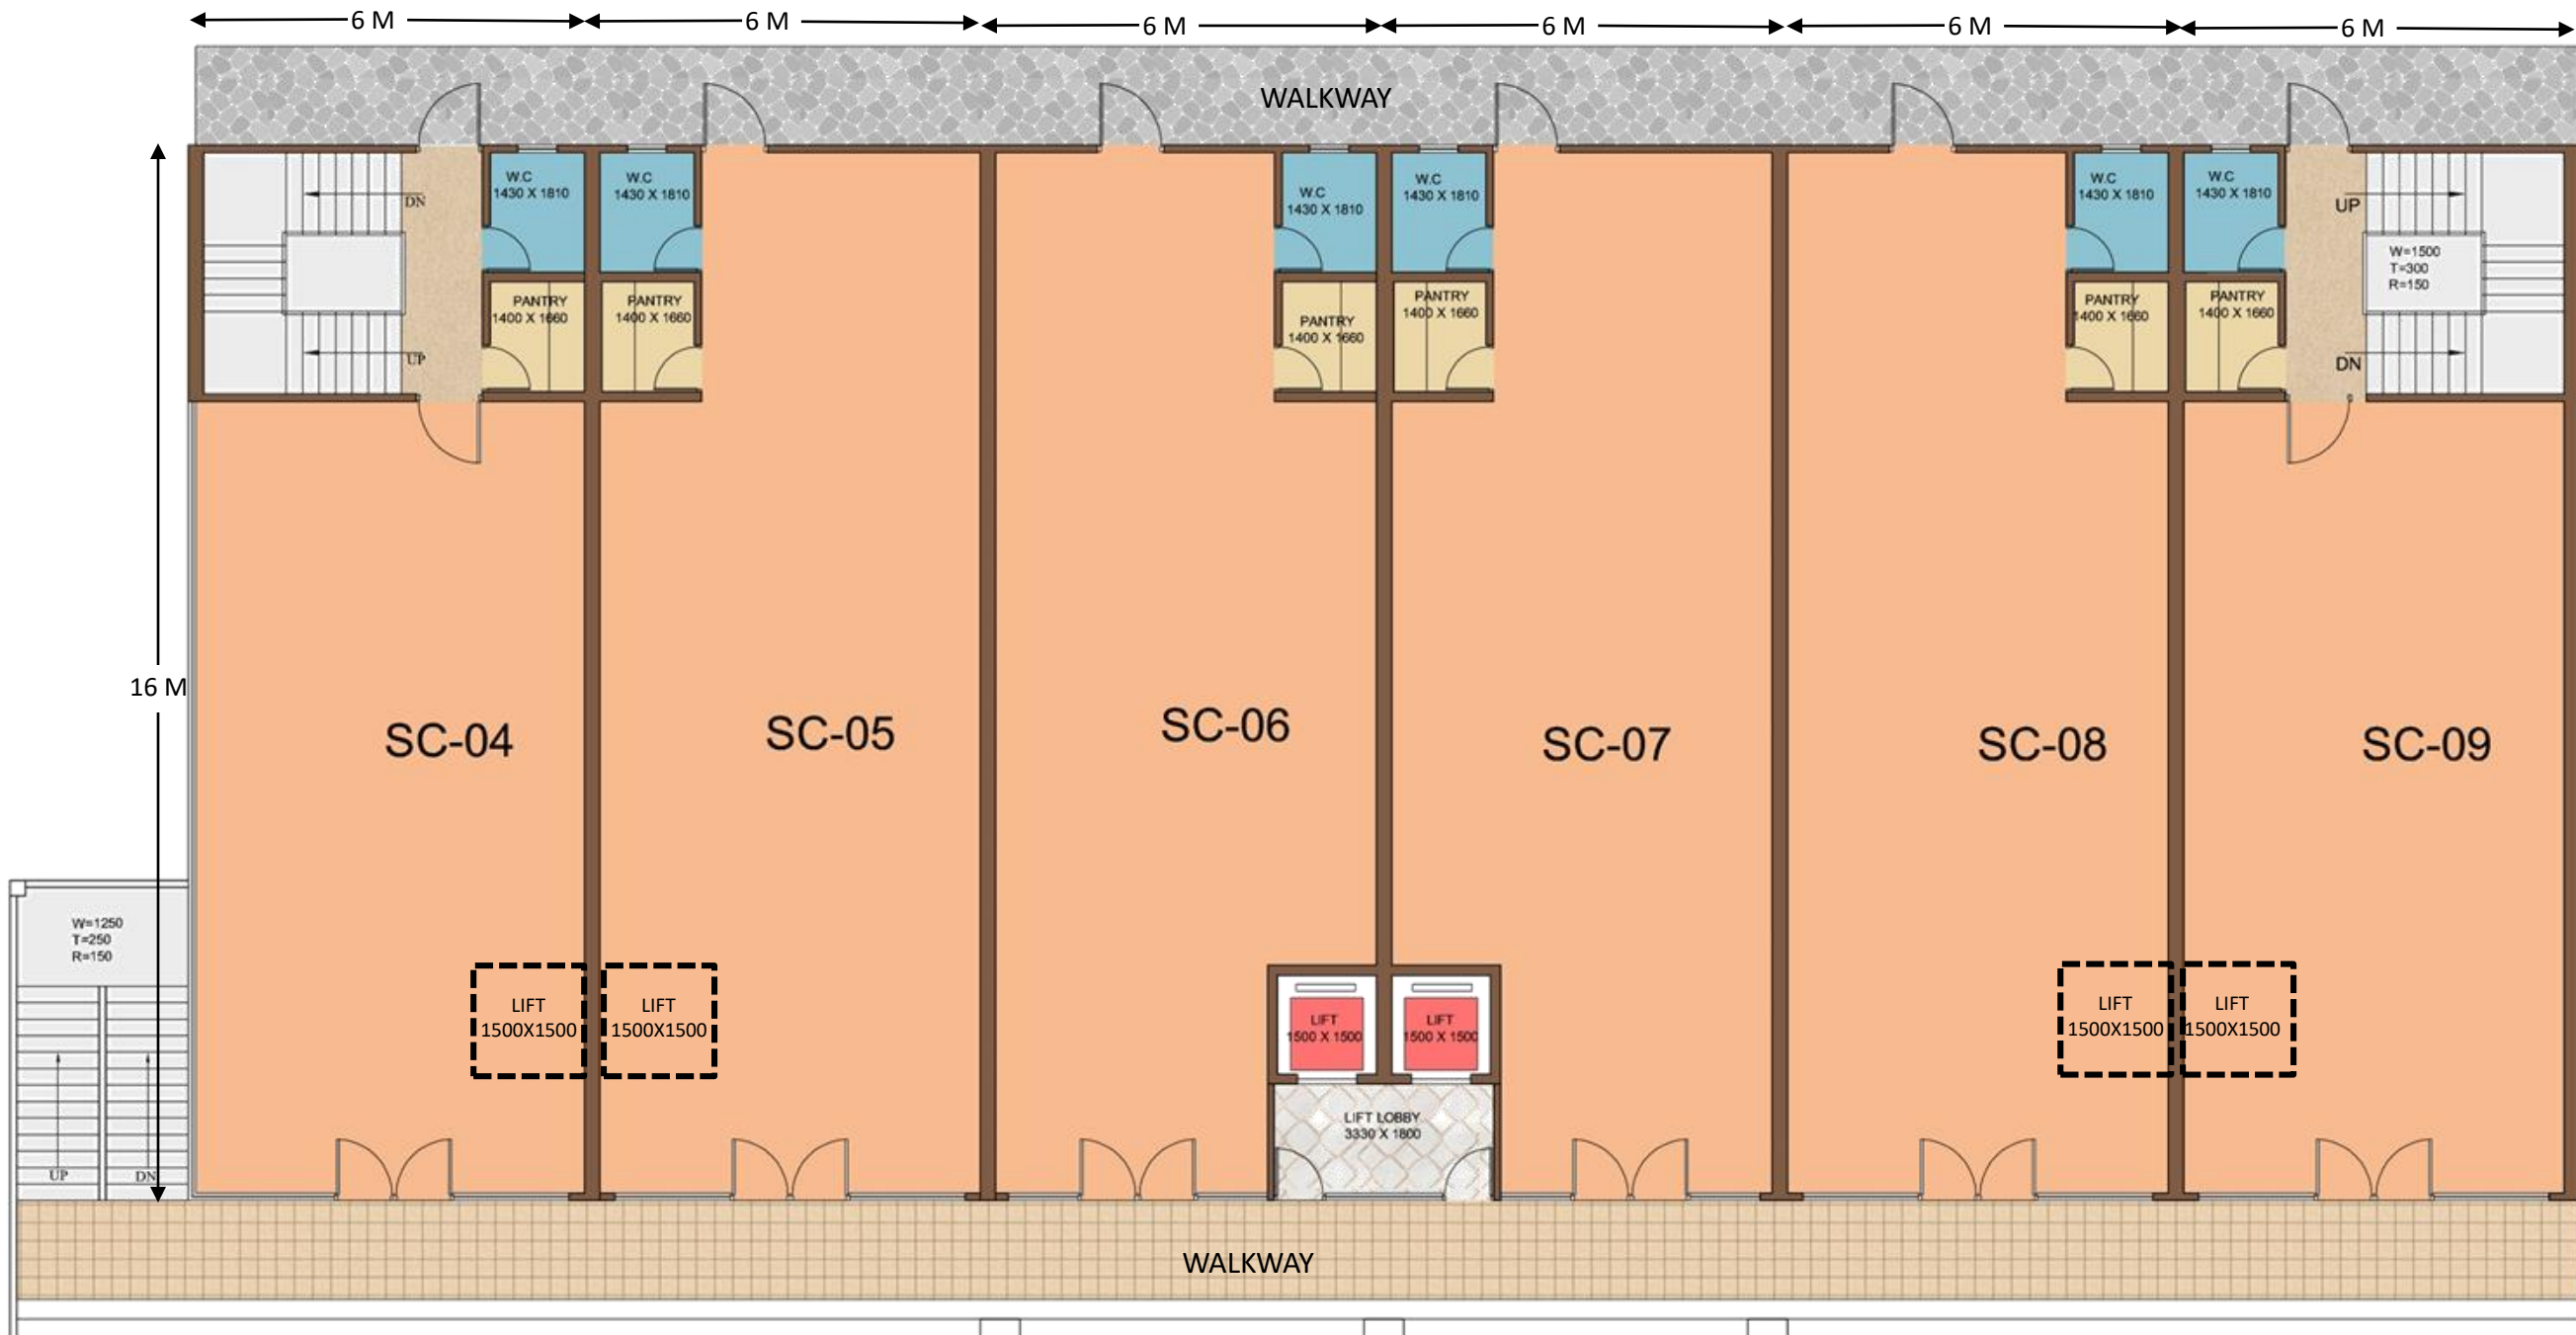 6 M
6 M
6 M
6 M
6 M
6 M
WALKWAY
W.C
1430 X 1810
W.C
1430 X 1810
W.C
1430 X 1810
W.C
1430 X 1810
W.C
1430 X 1810
W.C
1430 X 1810
DN
UP
UP
W=1500
T=300
R=150
DN
PANTRY
1400 X 1660
PANTRY
1400 X 1660
PANTRY
1400 X 1660
PANTRY
1400 X 1660
PANTRY
1400 X 1660
PANTRY
1400 X 1660
16 M
SC-04
SC-05
SC-06
SC-07
SC-08
SC-09
W=1250
T=250
R=150
LIFT
1500X1500
LIFT
1500X1500
LIFT
1500 X 1500
LIFT
1500 X 1500
LIFT
1500X1500
LIFT
1500X1500
LIFT LOBBY
3330 X 1800
UP
DN
WALKWAY